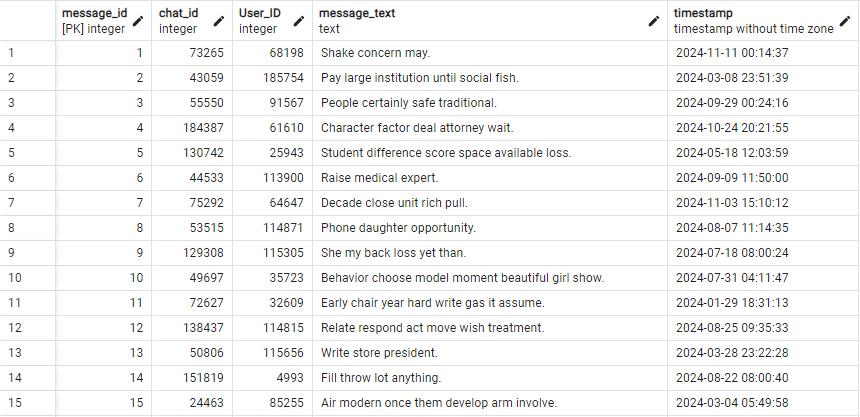 message_id chat_id User_ID message_text timestamp
[PK] integer integer integer text timestamp without time zone
1 1 73265 68198 Shake concern may. 2024-11-11 00:14:37
2 2 43059 185754 Pay large institution until social fish. 2024-03-08 23:51:39
3 3 55550 91567 People certainly safe traditional. 2024-09-29 00:24:16
4 4 184387 61610 Character factor deal attorney wait. 2024-10-24 20:21:55
5 5 130742 25943 Student difference score space available loss. 2024-05-18 12:03:59
6 6 44533 113900 Raise medical expert. 2024-09-09 11:50:00
7 7 75292 64647 Decade close unit rich pull. 2024-11-03 15:10:12
8 8 53515 114871 Phone daughter opportunity. 2024-08-07 11:14:35
9 9 129308 115305 She my back loss yet than. 2024-07-18 08:00:24
10 10 49697 35723 Behavior choose model moment beautiful girl show. 2024-07-31 04:11:47
11 11 72627 32609 Early chair year hard write gas it assume. 2024-01-29 18:31:13
12 12 138437 114815 Relate respond act move wish treatment. 2024-08-25 09:35:33
13 13 50806 115656 Write store president. 2024-03-28 23:22:28
14 14 151819 4993 Fill throw lot anything. 2024-08-22 08:00:40
15 15 24463 85255 Air modern once them develop arm involve. 2024-03-04 05:49:58